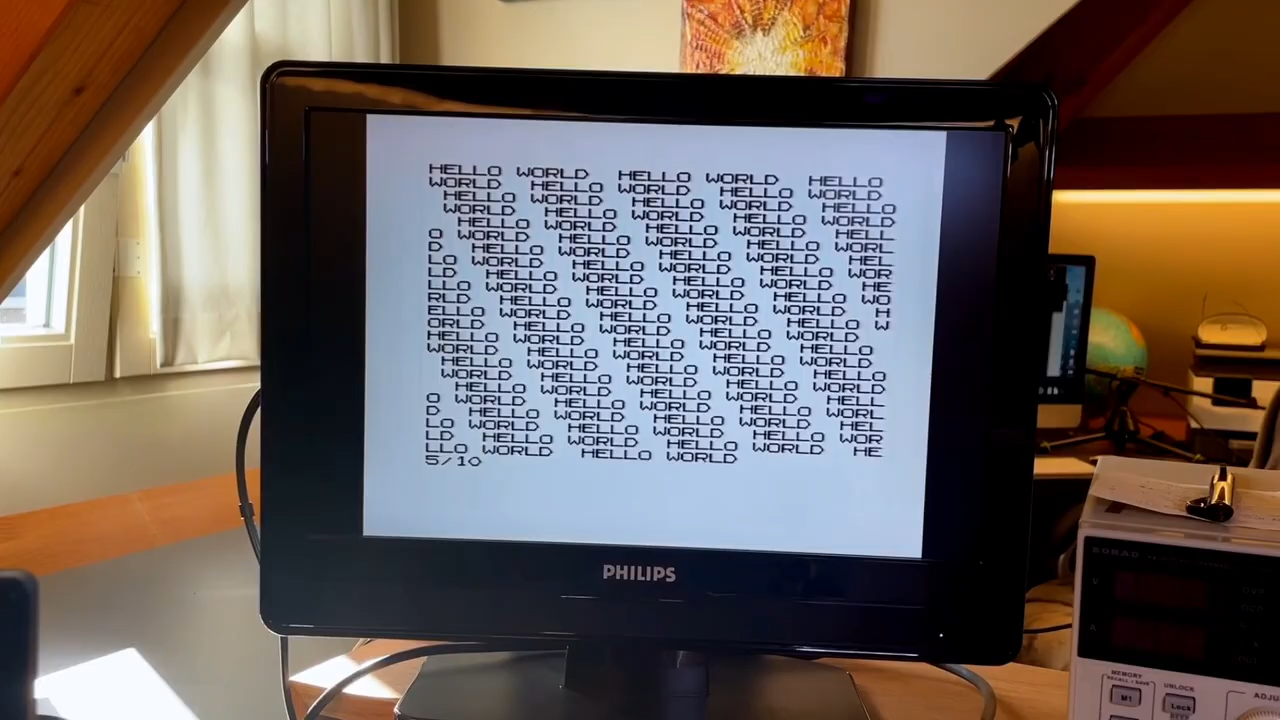 HELLO WORLD HELLO WORLD HELLO
WORLD HELLO WORLD HELLO WORLD
HELLO WORLD HELLO WORLD HELLO
WORLD HELLO WORLD HELLO WORLD
HELLO WORLD HELLO WORLD HELL
O WORLD HELLO WORLD HELLO WORL
D HELLO WORLD HELLO WORLD HEL
LO WORLD HELLO WORLD HELLO WOR
LD HELLO WORLD HELLO WORLD HE
LLO WORLD HELLO WORLD HELLO WO
RLD HELLO WORLD HELLO WORLD H
ELLO WORLD HELLO WORLD HELLO W
ORLD HELLO WORLD HELLO WORLD
HELLO WORLD HELLO WORLD HELLO
WORLD HELLO WORLD HELLO WORLD
HELLO WORLD HELLO WORLD HELLO
WORLD HELLO WORLD HELLO WORLD
HELLO WORLD HELLO WORLD HELL
O WORLD HELLO WORLD HELLO WORL
D HELLO WORLD HELLO WORLD HEL
LO WORLD HELLO WORLD HELLO WOR
LD HELLO WORLD HELLO WORLD HE
LLO WORLD HELLO WORLD
5/10
PHILIPS
MEMORY
RECALL / SAVE
M1
UNLOCK
Lock